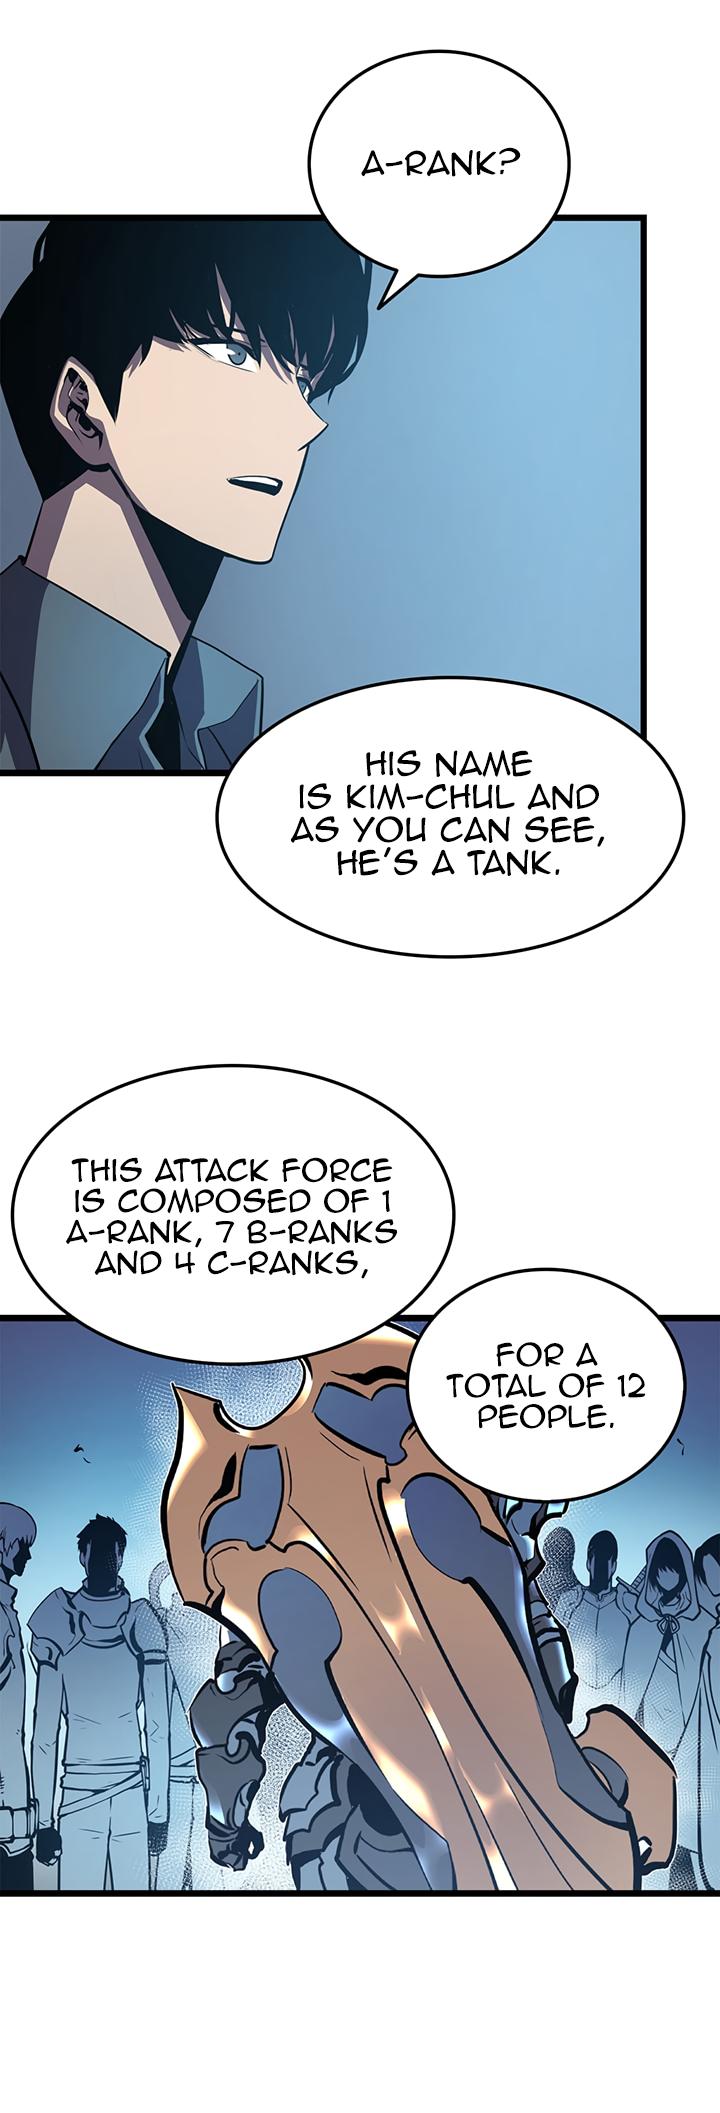 A-RANK?
HIS NAME
IS KIM-CHUL AND
AS YOU CAN SEE,
HE'S A TANK.
THIS ATTACK FORCE
IS COMPOSED OF 1
A-RANK, 7 B-RANKS
AND 4 C-RANKS,
FOR A
TOTAL OF 12
PEOPLE.